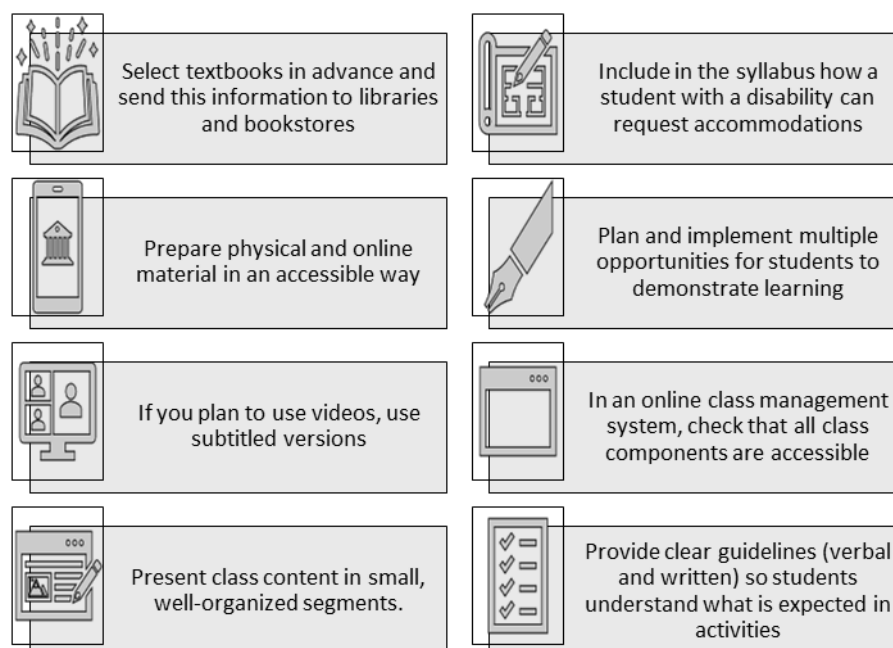 Select textbooks in advance and
send this information to libraries
and bookstores
Include in the syllabus how a
student with a disability can
request accommodations
Prepare physical and online
material in an accessible way
Plan and implement multiple
opportunities for students to
demonstrate learning
If you plan to use videos, use
subtitled versions
In an online class management
system, check that all class
components are accessible
Present class content in small,
well-organized segments.
Provide clear guidelines (verbal
and written) so students
understand what is expected in
activities